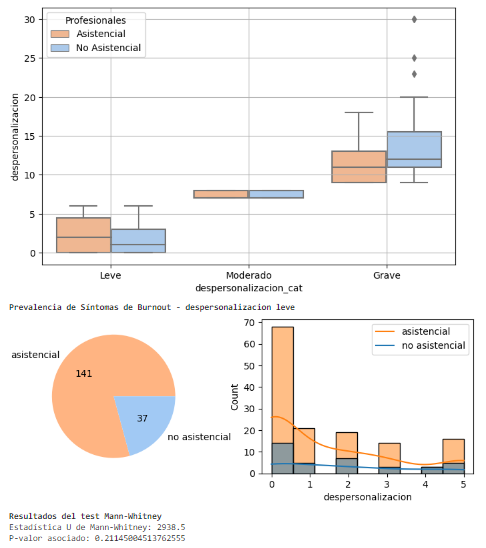 30
25
20
15
10
5
0
despersonalizacion
Profesionales
Asistencial
No Asistencial
Leve Moderado Grave
despersonalizacion_cat
Prevalencia de Síntomas de Burnout - despersonalizacion leve
asistencial
141
37
no asistencial
70
60
50
40
30
20
10
0
Count
asistencial
no asistencial
0 1 2 3 4 5
despersonalizacion
Resultados del test Mann-Whitney
Estadística U de Mann-Whitney: 2938.5
P-valor asociado: 0.21145004513762555